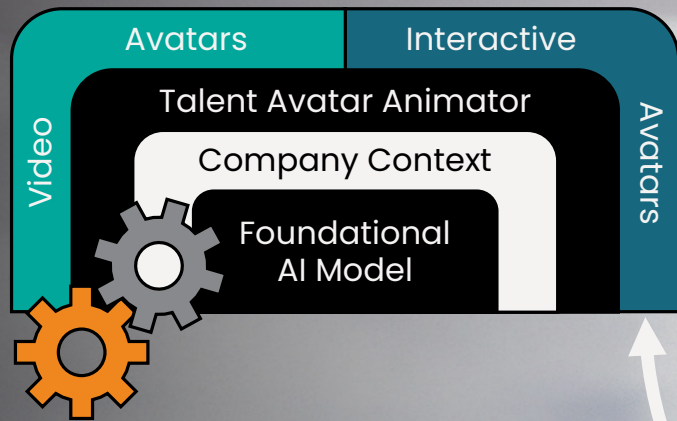 Video
Avatars
Interactive
Avatars
Talent Avatar Animator
Company Context
Foundational
AI Model